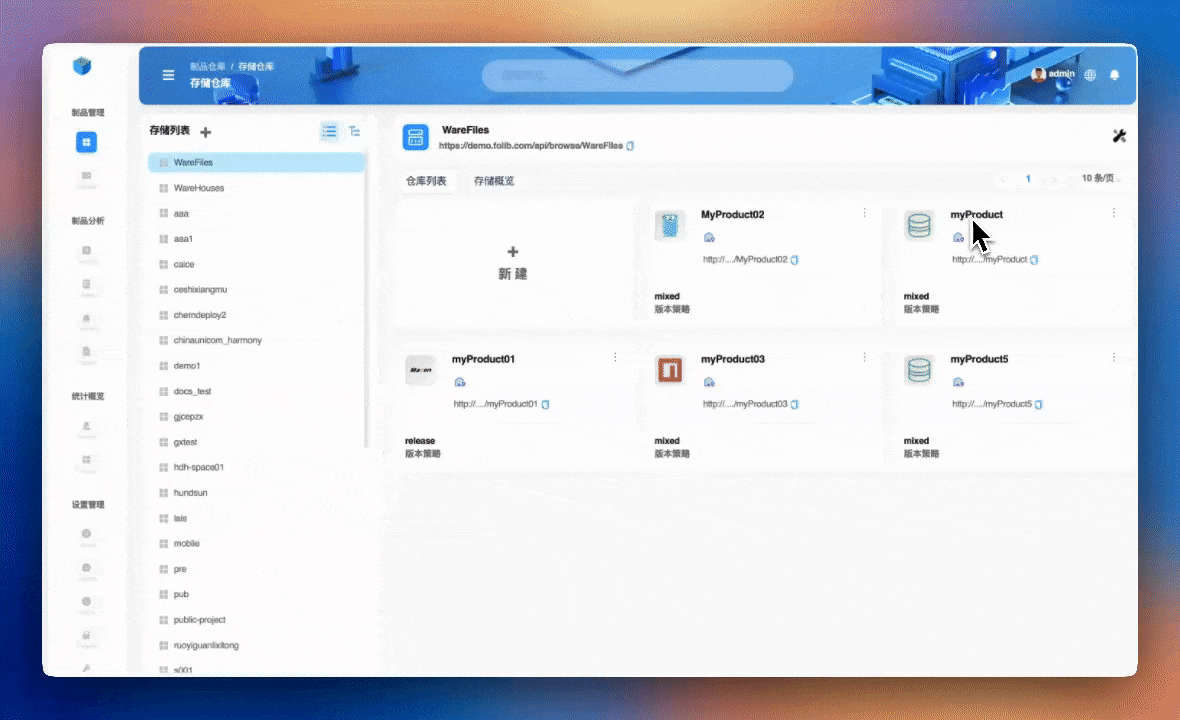 制品管理
制品分析
统计概览
设置管理
制品仓库 / 存储仓库
存储仓库
admin
存储列表 +
WareFiles
WareHouses
aaa
aaa1
caice
ceshixiangmu
chemdeploy2
chinaunicom_harmony
demo1
docs_test
gjcepzx
gxtest
hdh-space01
hundsun
lale
mobile
pre
pub
public-project
ruoyiguanlixitong
s001
WareFiles
https://demo.folib.com/api/browse/WareFiles
仓库列表 存储概览
1 10 条/页
+
新 建
MyProduct02
http://..../MyProduct02
mixed
版本策略
myProduct
http://..../myProduct
mixed
版本策略
myProduct01
http://..../myProduct01
release
版本策略
myProduct03
http://..../myProduct03
mixed
版本策略
myProduct5
http://..../myProduct5
mixed
版本策略